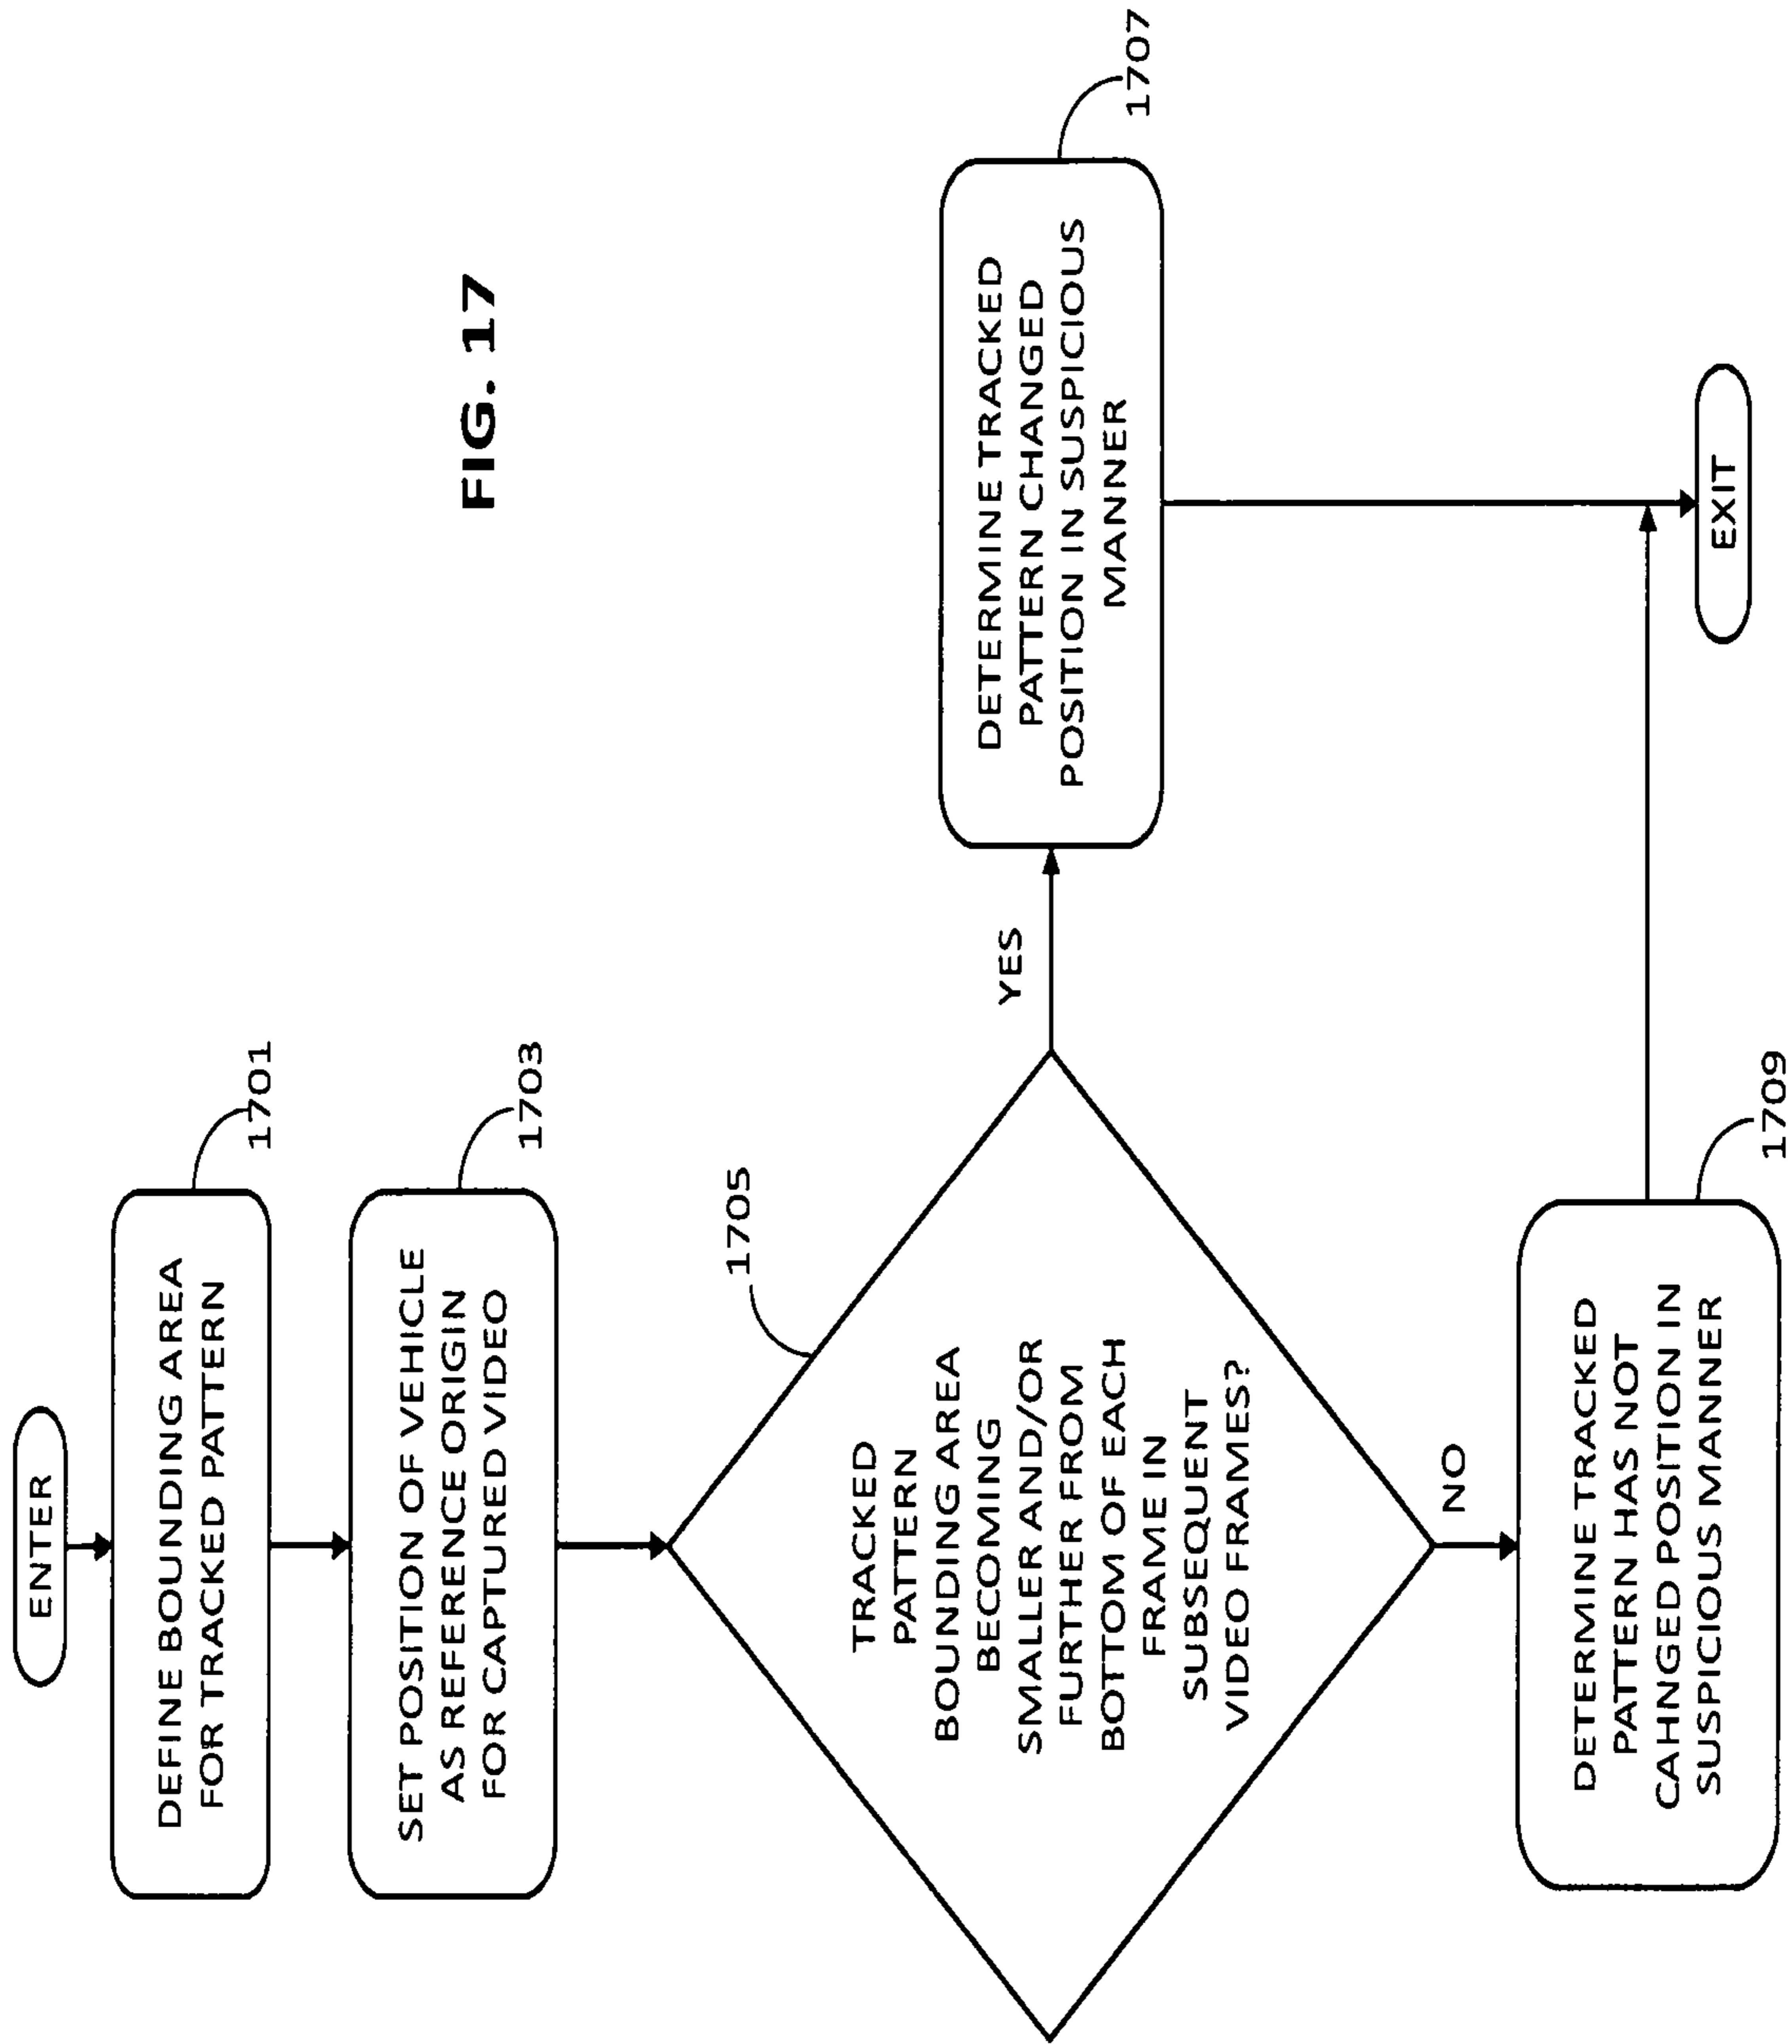 ENTER
DEFINE BOUNDING AREA
FOR TRACKED PATTERN
1701
SET POSITION OF VEHICLE
AS REFERENCE ORIGIN
FOR CAPTURED VIDEO
1703
FIG. 17
1705
TRACKED
PATTERN
BOUNDING AREA
BECOMING
SMALLER AND/OR
FURTHER FROM
BOTTOM OF EACH
FRAME IN
SUBSEQUENT
VIDEO FRAMES?
YES
DETERMINE TRACKED
PATTERN CHANGED
POSITION IN SUSPICIOUS
MANNER
1707
NO
DETERMINE TRACKED
PATTERN HAS NOT
CAHNGED POSITION IN
SUSPICIOUS MANNER
1709
EXIT